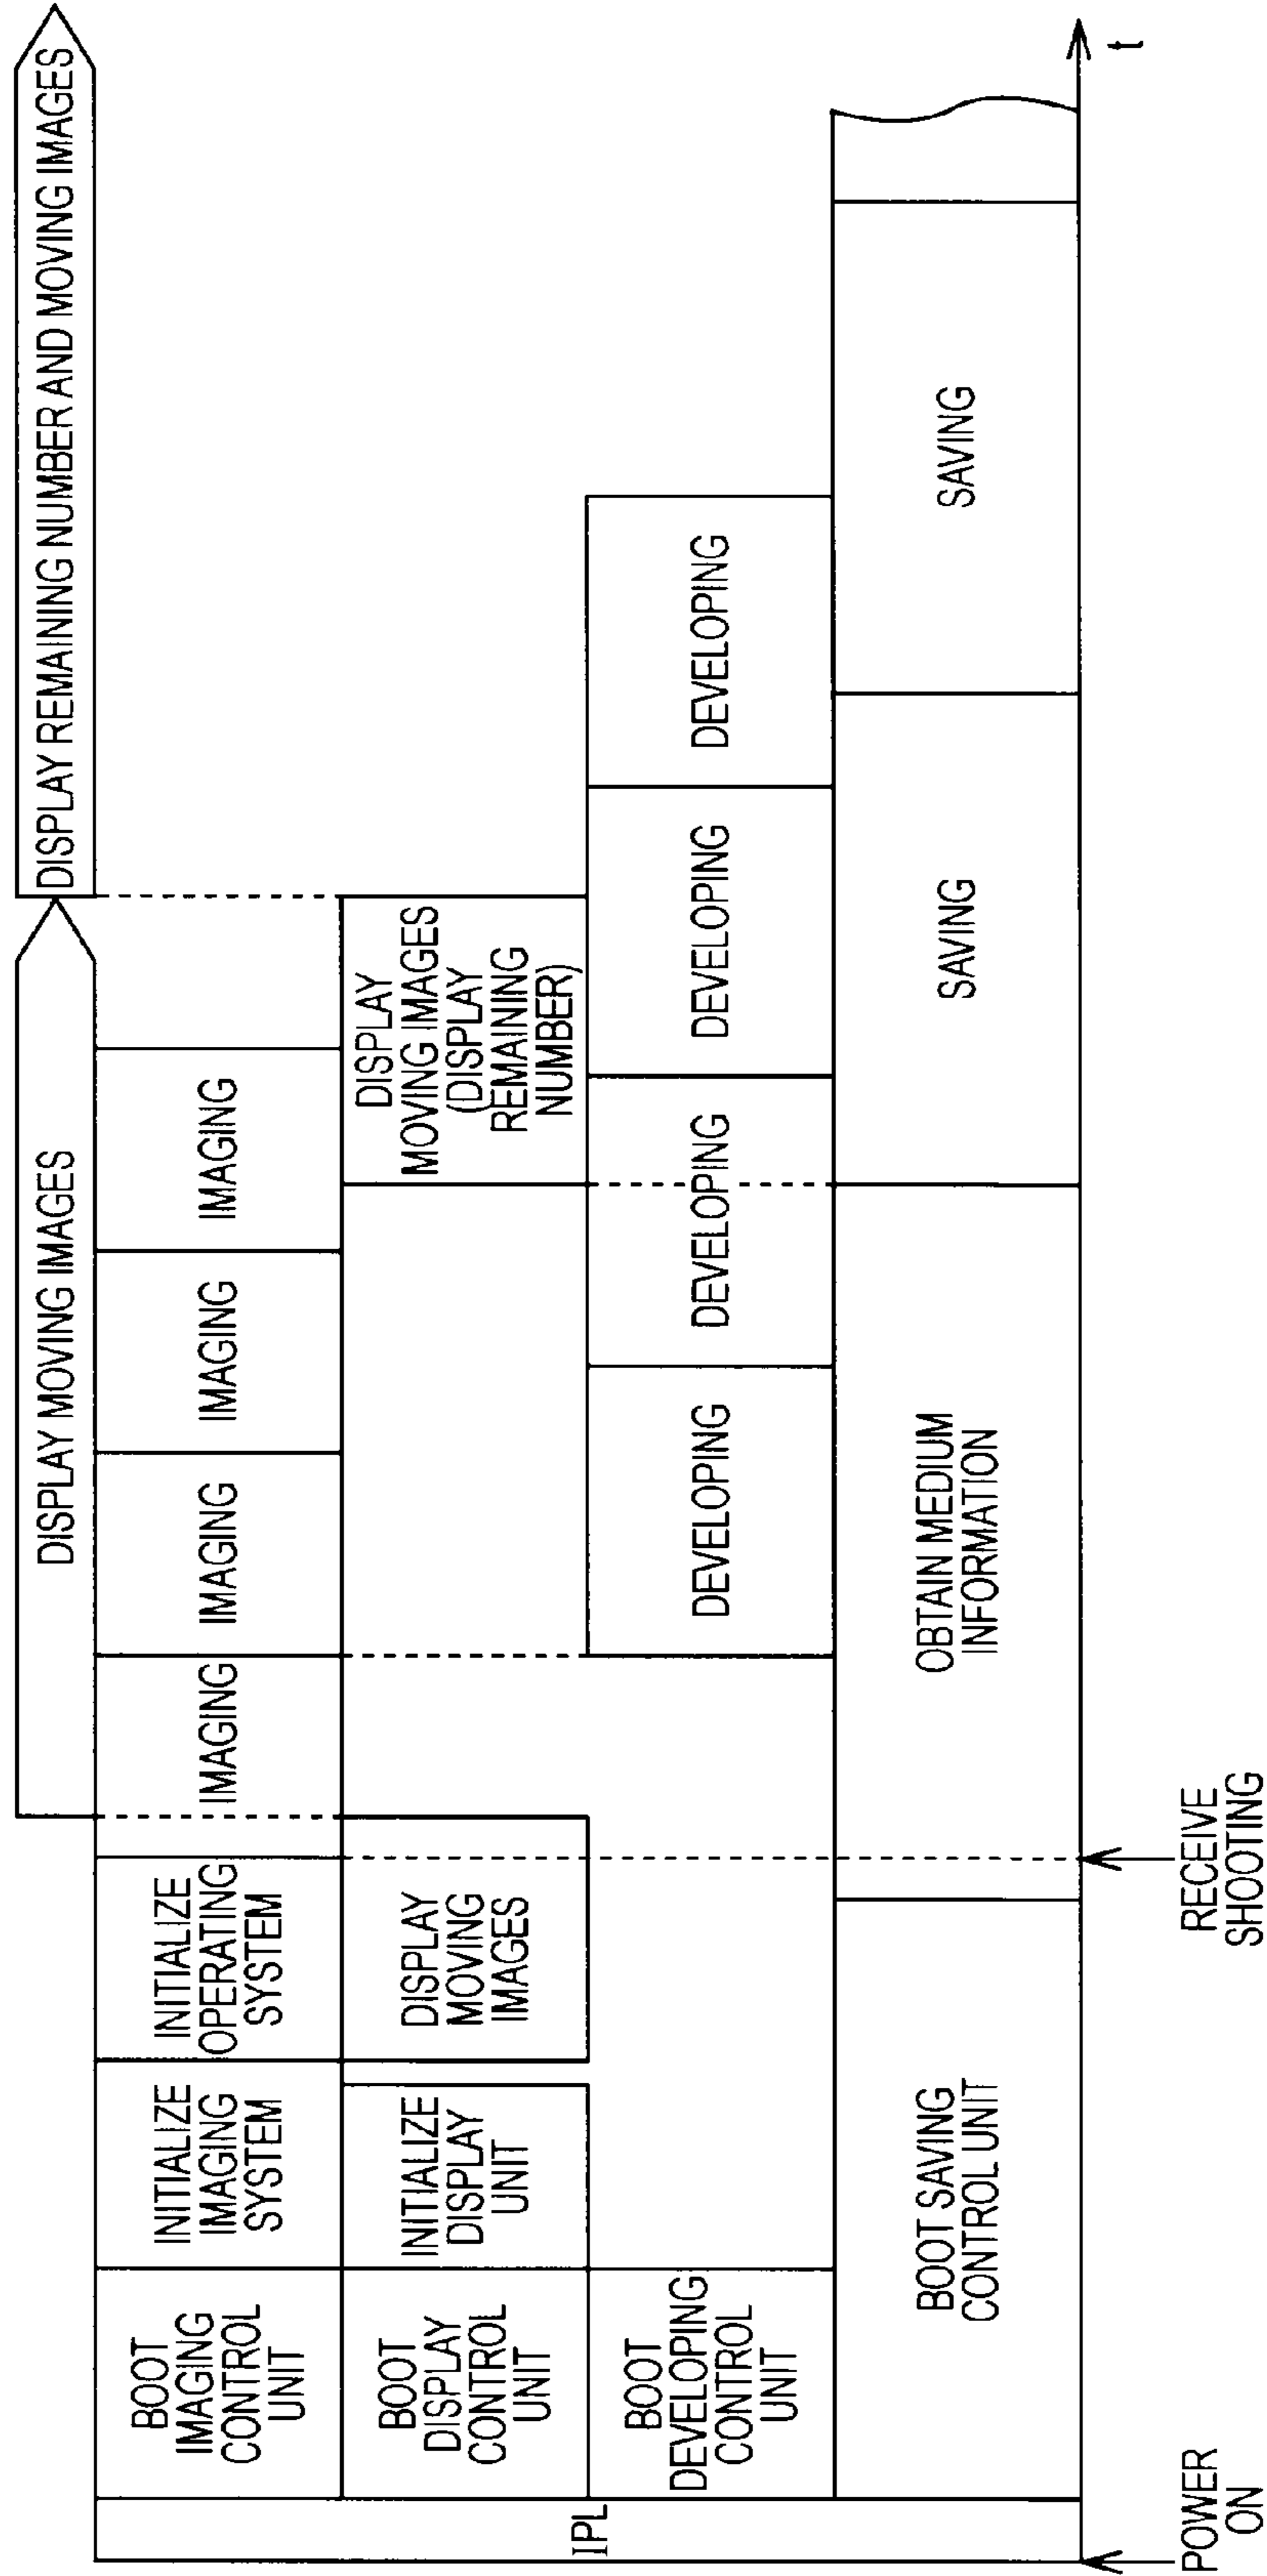 DISPLAY MOVING IMAGES
DISPLAY REMAINING NUMBER AND MOVING IMAGES
IPL
BOOT
IMAGING
CONTROL
UNIT
INITIALIZE
IMAGING
SYSTEM
INITIALIZE
OPERATING
SYSTEM
IMAGING
IMAGING
IMAGING
IMAGING
BOOT
DISPLAY
CONTROL
UNIT
INITIALIZE
DISPLAY
UNIT
DISPLAY
MOVING
IMAGES
DISPLAY
MOVING IMAGES
(DISPLAY
REMAINING
NUMBER)
BOOT
DEVELOPING
CONTROL
UNIT
DEVELOPING
DEVELOPING
DEVELOPING
DEVELOPING
BOOT SAVING
CONTROL UNIT
OBTAIN MEDIUM
INFORMATION
SAVING
SAVING
t
POWER
ON
RECEIVE
SHOOTING